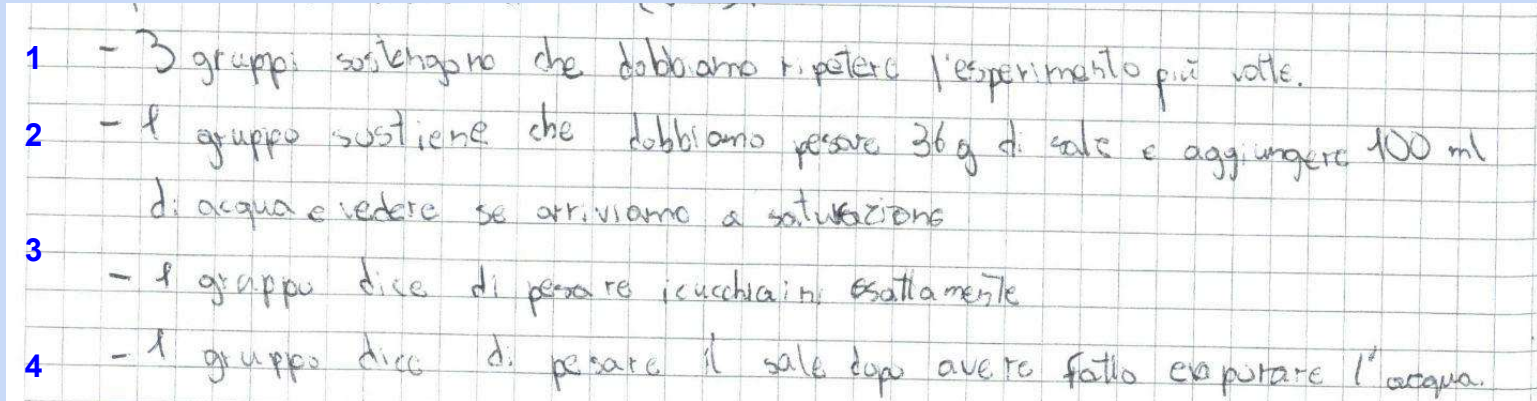 1 - 3 gruppi sostengono che dobbiamo ripetere l'esperimento più volte.
2 - 1 gruppo sostiene che dobbiamo pesare 36 g di sale e aggiungere 100 ml
di acqua e vedere se arriviamo a saturazione
3
- 1 gruppo dice di pesare i cucchiaini esattamente
4 - 1 gruppo dice di pesare il sale dopo avere fatto evaporare l'acqua.